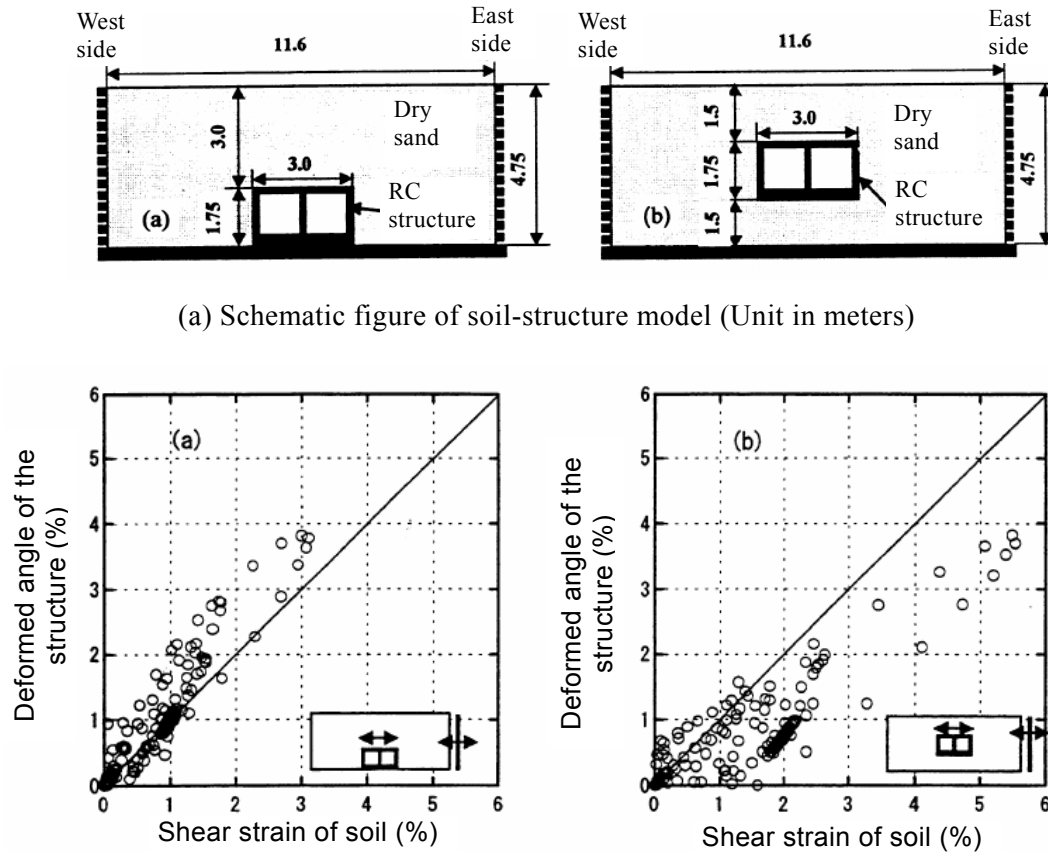 West side
East side
11.6
3.0
Dry sand
3.0
4.75
1.75
(a)
RC structure
West side
East side
11.6
1.5
Dry sand
3.0
4.75
1.75
(b)
RC structure
1.5
(a) Schematic figure of soil-structure model (Unit in meters)
6
5
4
3
2
1
0
(a)
Deformed angle of the structure (%)
0 1 2 3 4 5 6
Shear strain of soil (%)
6
5
4
3
2
1
0
(b)
Deformed angle of the structure (%)
0 1 2 3 4 5 6
Shear strain of soil (%)